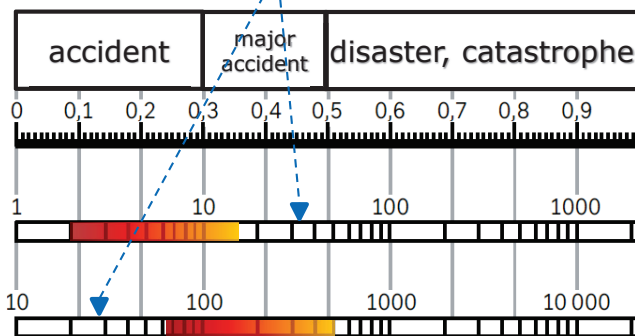 accident
major
accident
disaster, catastrophe
0 0,1 0,2 0,3 0,4 0,5 0,6 0,7 0,8 0,9
1 10 100 1000
10 100 1000 10 000